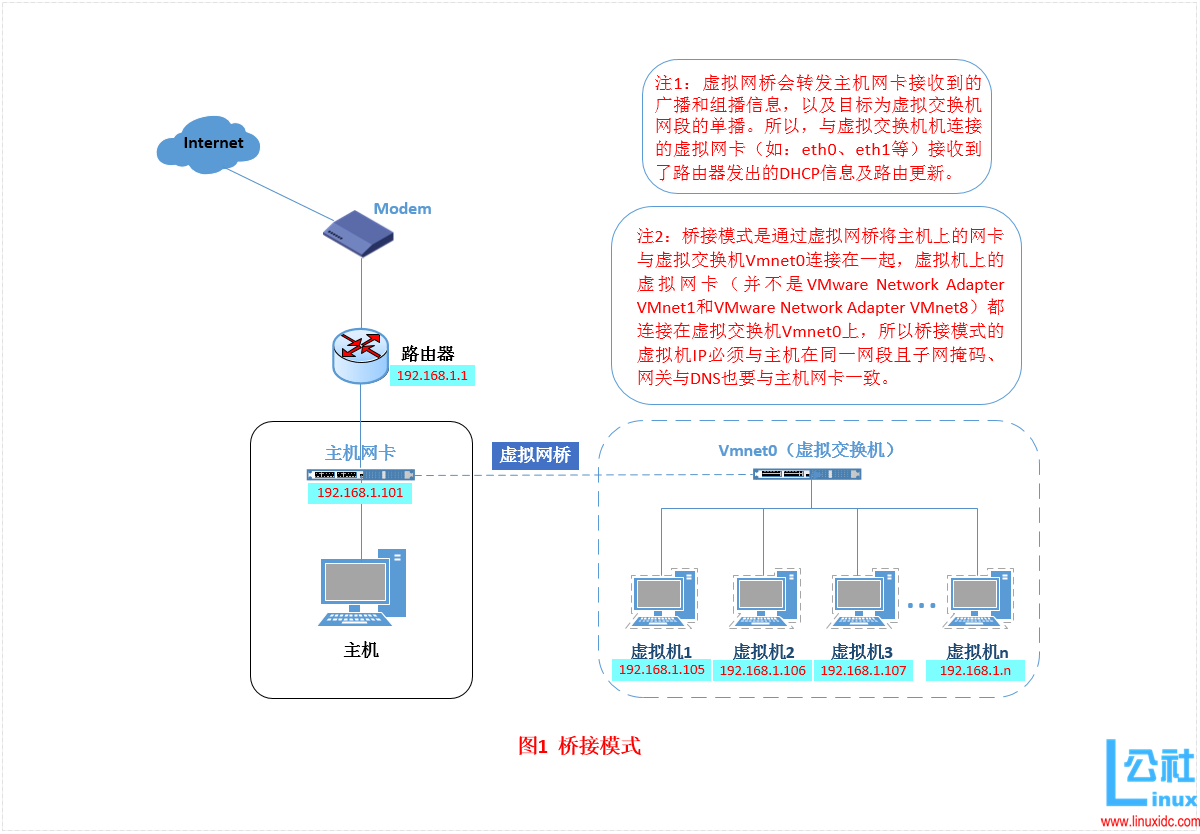 注1：虚拟网桥会转发主机网卡接收到的
广播和组播信息，以及目标为虚拟交换机
网段的单播。所以，与虚拟交换机机连接
的虚拟网卡（如：eth0、eth1等）接收到
了路由器发出的DHCP信息及路由更新。
Internet
Modem
注2：桥接模式是通过虚拟网桥将主机上的网卡
与虚拟交换机Vmnet0连接在一起，虚拟机上的
虚拟网卡（并不是VMware Network Adapter
VMnet1和VMware Network Adapter VMnet8）都
连接在虚拟交换机Vmnet0上，所以桥接模式的
虚拟机IP必须与主机在同一网段且子网掩码、
网关与DNS也要与主机网卡一致。
路由器
192.168.1.1
主机网卡
192.168.1.101
虚拟网桥
Vmnet0（虚拟交换机）
主机
虚拟机1
虚拟机2
虚拟机3
...
虚拟机n
192.168.1.105
192.168.1.106
192.168.1.107
192.168.1.n
图1 桥接模式
公社
Linux
www.linuxidc.com